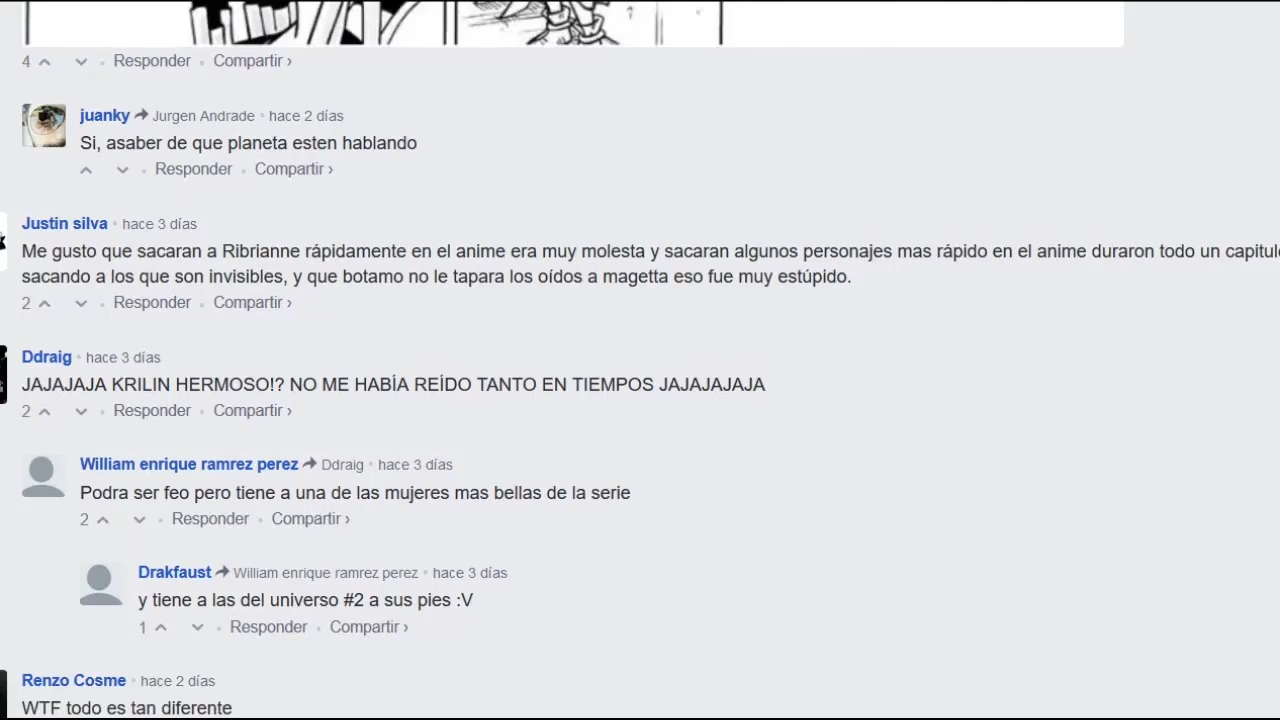 4 Responder Compartir ›
juanky Jurgen Andrade • hace 2 días
Si, asaber de que planeta esten hablando
Responder Compartir ›
Justin silva • hace 3 días
Me gusto que sacaran a Ribrianne rápidamente en el anime era muy molesta y sacaran algunos personajes mas rápido en el anime duraron todo un capitulo
sacando a los que son invisibles, y que botamo no le tapara los oídos a magetta eso fue muy estúpido.
2 Responder Compartir ›
Ddraig • hace 3 días
JAJAJAJA KRILIN HERMOSO!? NO ME HABÍA REÍDO TANTO EN TIEMPOS JAJAJAJAJA
2 Responder Compartir ›
William enrique ramrez perez Ddraig • hace 3 días
Podra ser feo pero tiene a una de las mujeres mas bellas de la serie
2 Responder Compartir ›
Drakfaust William enrique ramrez perez • hace 3 días
y tiene a las del universo #2 a sus pies :V
1 Responder Compartir ›
Renzo Cosme • hace 2 días
WTF todo es tan diferente